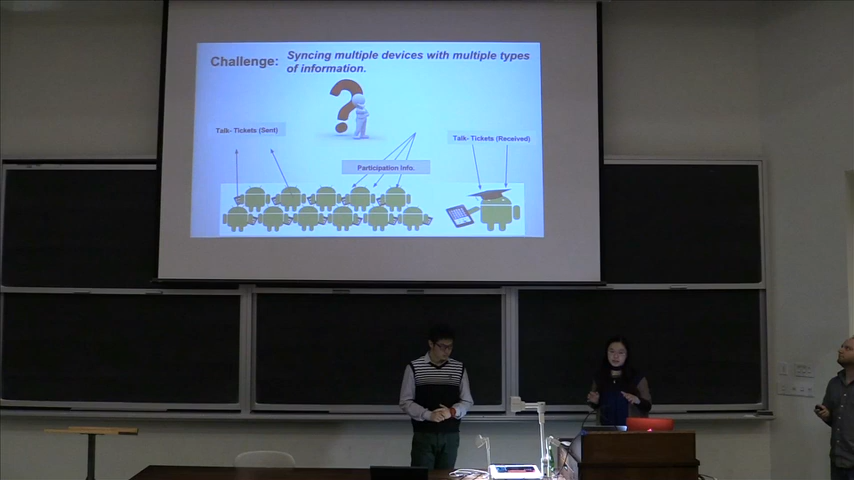 Challenge: Syncing multiple devices with multiple types
of information.
?
Talk- Tickets (Sent)
Talk- Tickets (Received)
Participation Info.